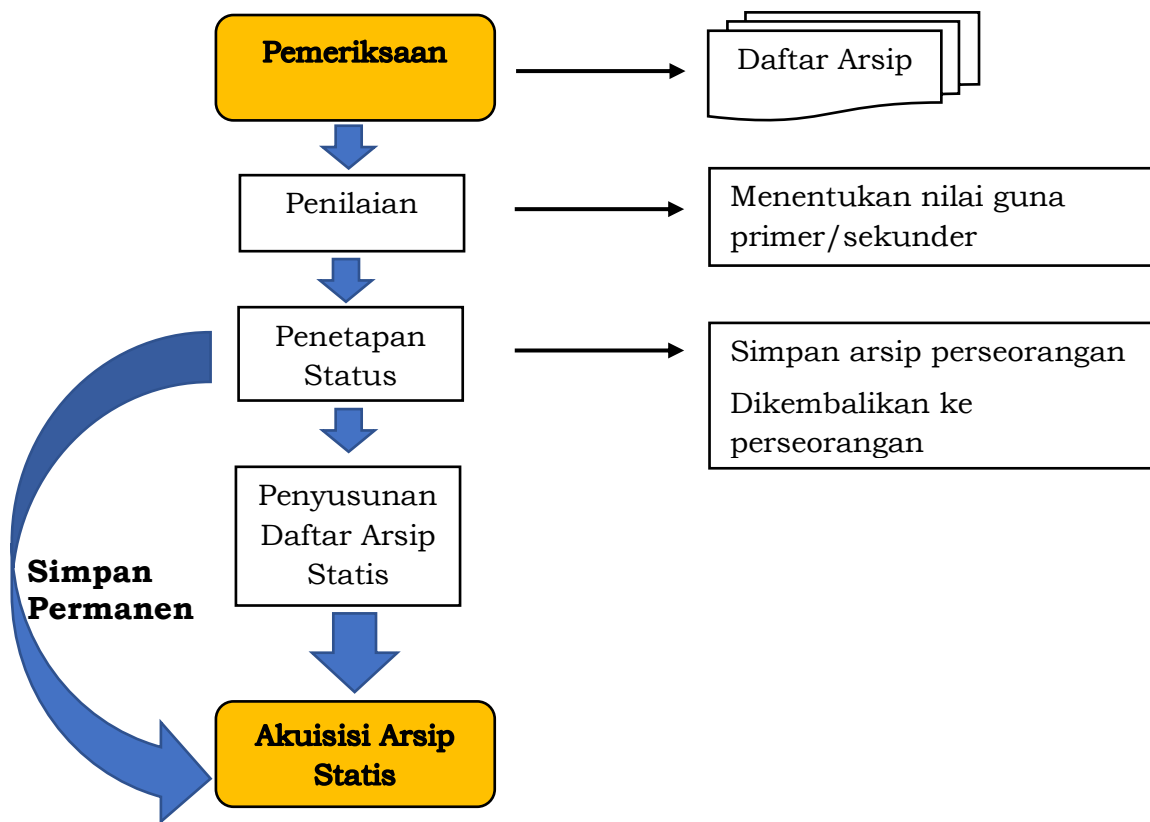 Pemeriksaan
Daftar Arsip
Penilaian
Menentukan nilai guna
primer/sekunder
Penetapan
Status
Simpan arsip perseorangan
Dikembalikan ke
perseorangan
Penyusunan
Daftar Arsip
Statis
Simpan
Permanen
Akuisisi Arsip
Statis